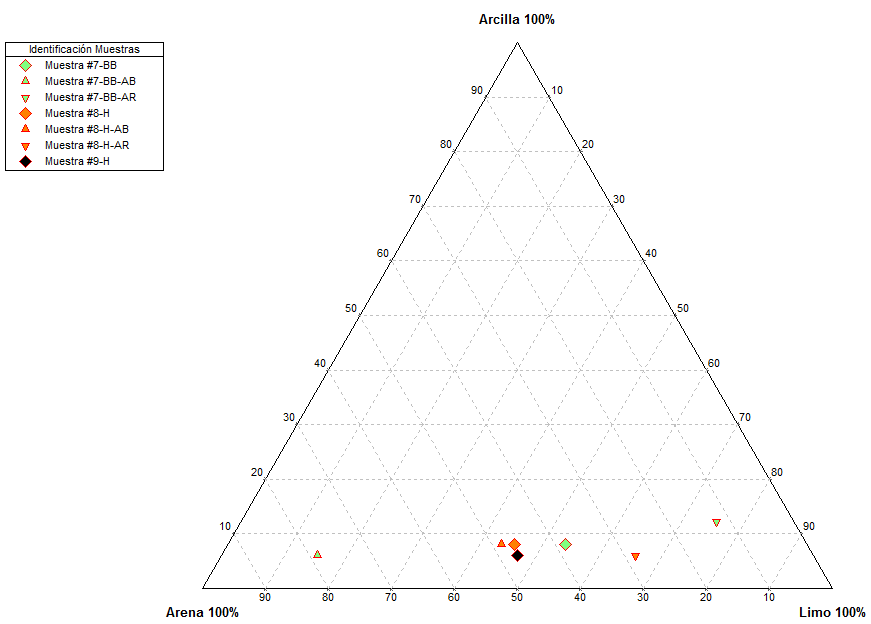 Arcilla 100%
Identificación Muestras
Muestra #7-BB
Muestra #7-BB-AB
Muestra #7-BB-AR
Muestra #8-H
Muestra #8-H-AB
Muestra #8-H-AR
Muestra #9-H
90 10
80 20
70 30
60 40
50 50
40 60
30 70
20 80
10 90
90 80 70 60 50 40 30 20 10
Arena 100% Limo 100%